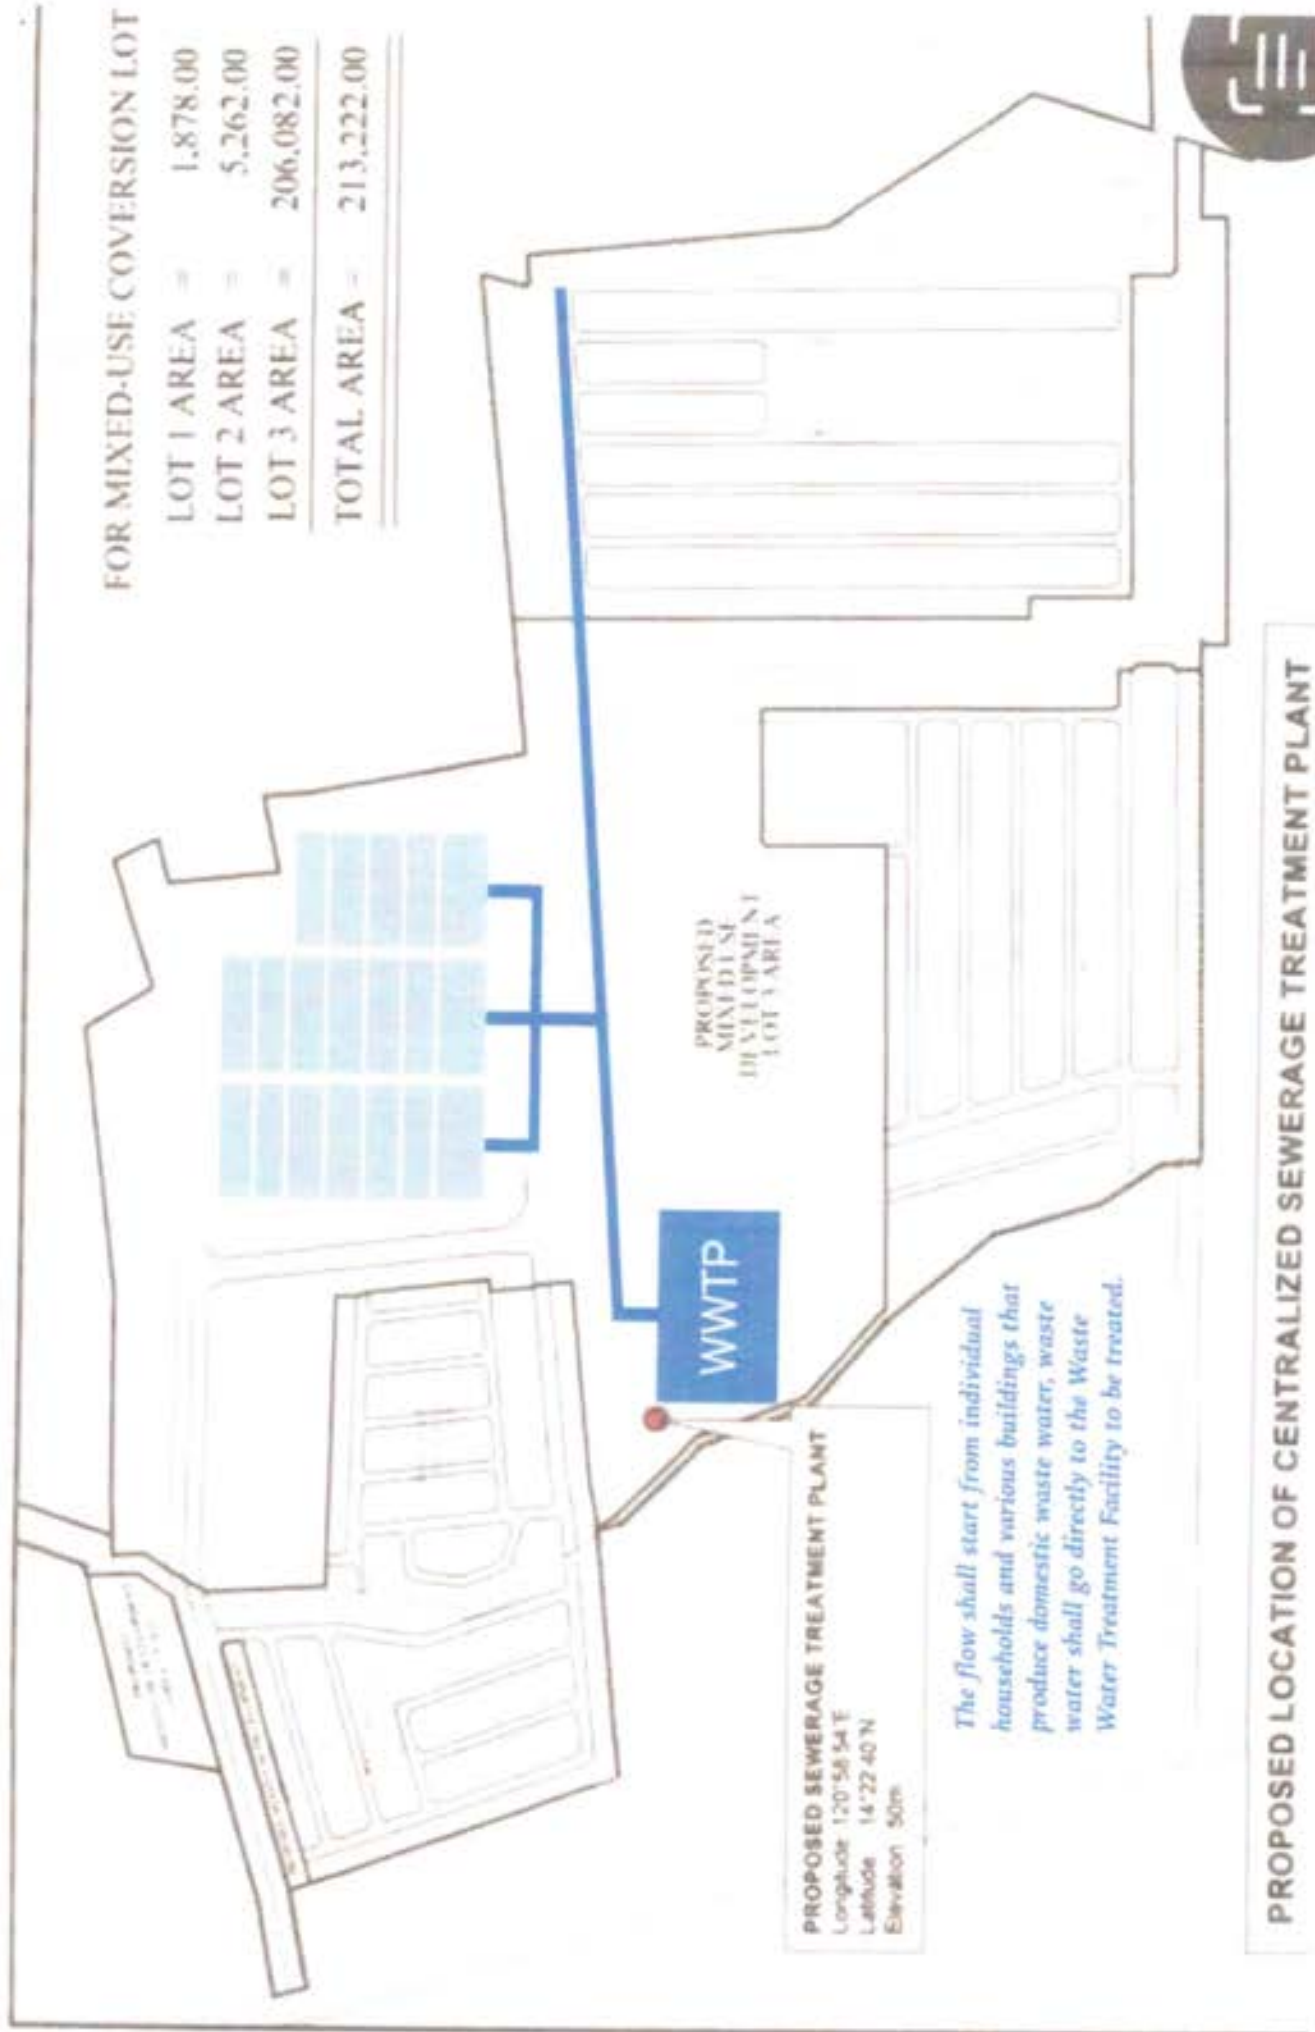 FOR MIXED-USE COVERSION LOT
LOT 1 AREA = 1,878.00
LOT 2 AREA = 5,262.00
LOT 3 AREA = 206,082.00
TOTAL AREA = 213,222.00
PROPOSED
MIXED USE
DEVELOPMENT
LOT 3 AREA
WWTP
PROPOSED SEWERAGE TREATMENT PLANT
Longitude 120°58'54"E
Latitude 14°22'40"N
Elevation 50m
The flow shall start from individual
households and various buildings that
produce domestic waste water, waste
water shall go directly to the Waste
Water Treatment Facility to be treated.
PROPOSED LOCATION OF CENTRALIZED SEWERAGE TREATMENT PLANT